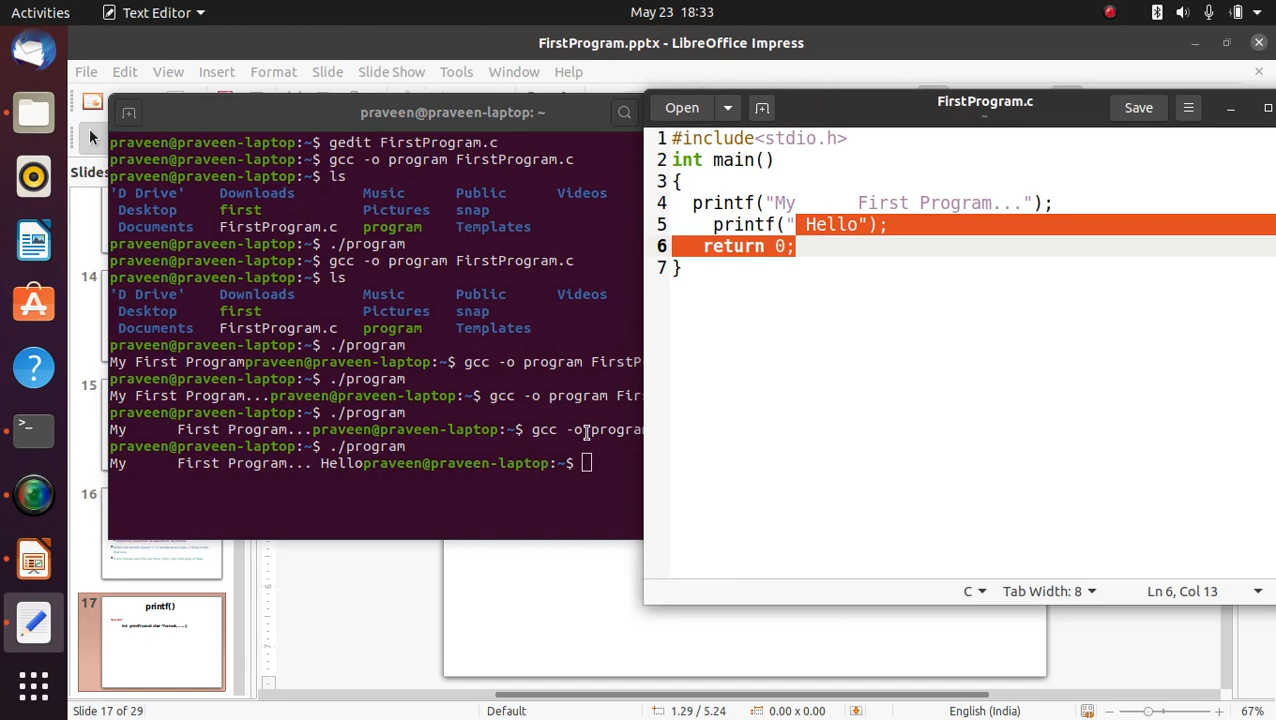 Activities Text Editor May 23 18:33
FirstProgram.pptx - LibreOffice Impress
File Edit View Insert Format Slide Slide Show Tools Window Help
praveen@praveen-laptop: ~
praveen@praveen-laptop:~$ gedit FirstProgram.c
praveen@praveen-laptop:~$ gcc -o program FirstProgram.c
praveen@praveen-laptop:~$ ls
'D Drive' Downloads Music Public Videos
Desktop first Pictures snap
Documents FirstProgram.c program Templates
praveen@praveen-laptop:~$ ./program
praveen@praveen-laptop:~$ gcc -o program FirstProgram.c
praveen@praveen-laptop:~$ ls
'D Drive' Downloads Music Public Videos
Desktop first Pictures snap
Documents FirstProgram.c program Templates
praveen@praveen-laptop:~$ ./program
My First Programpraveen@praveen-laptop:~$ gcc -o program FirstP
praveen@praveen-laptop:~$ ./program
My First Program...praveen@praveen-laptop:~$ gcc -o program Firs
praveen@praveen-laptop:~$ ./program
My First Program...praveen@praveen-laptop:~$ gcc -o program
praveen@praveen-laptop:~$ ./program
My First Program... Hellopraveen@praveen-laptop:~$
Open FirstProgram.c Save
~
1 #include<stdio.h>
2 int main()
3 {
4 printf("My First Program...");
5 printf(" Hello");
6 return 0;
7 }
C Tab Width: 8 Ln 6, Col 13
Slides
14
15
16
17 printf()
Slide 17 of 29 Default 1.29 / 5.24 0.00 x 0.00 English (India) 67%